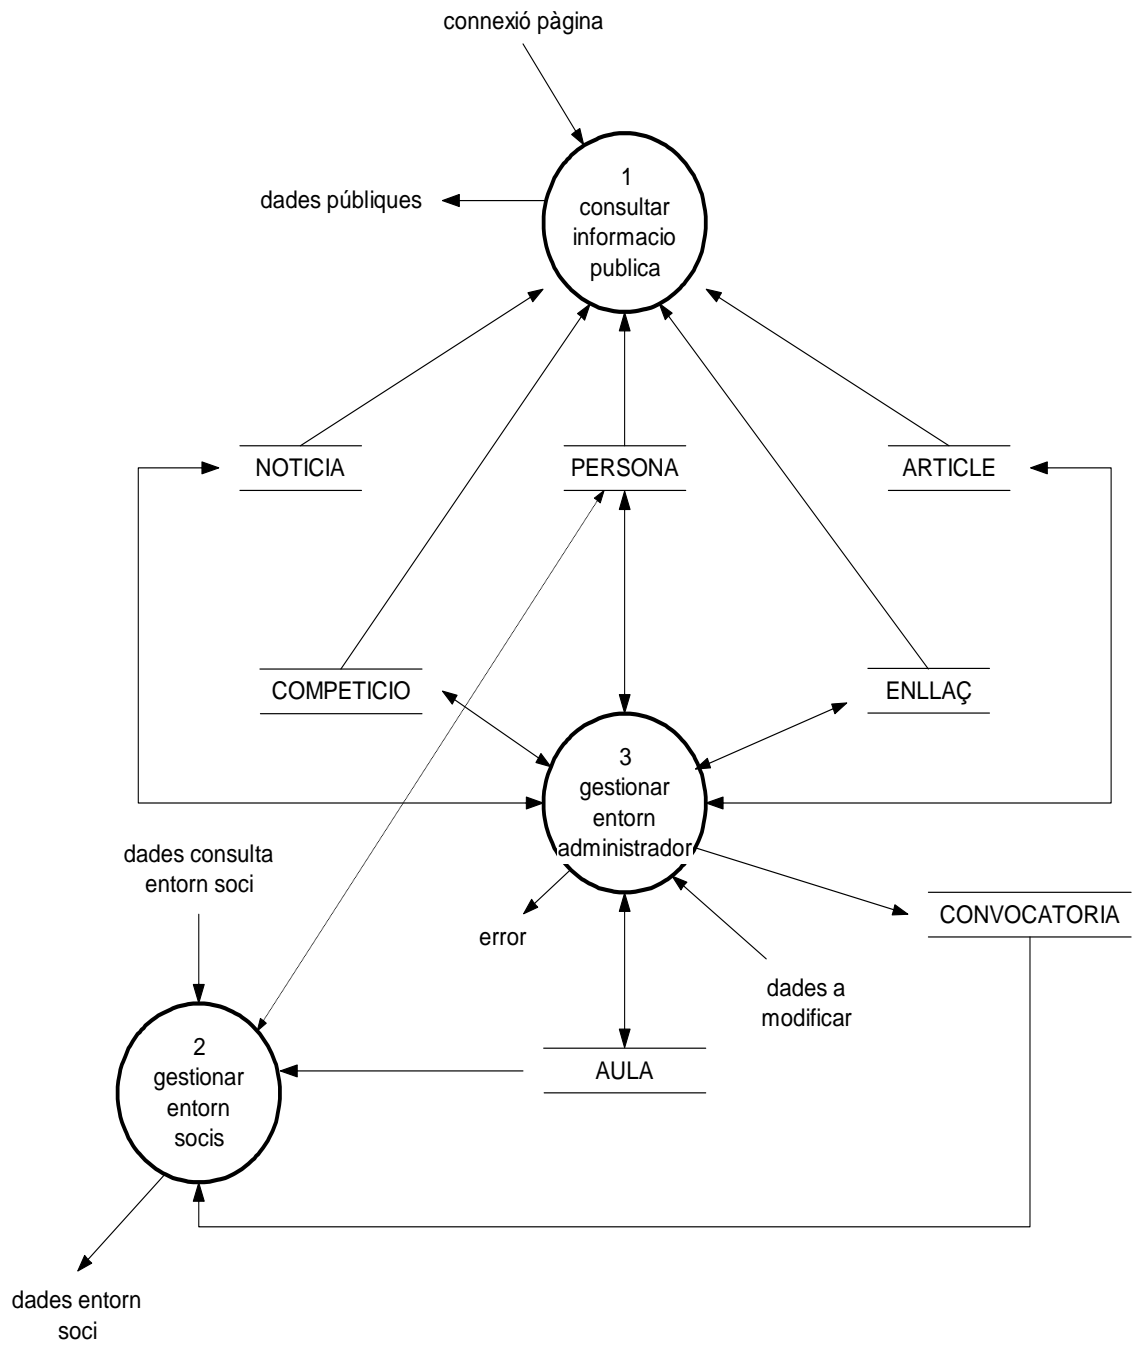 connexió pàgina
1
consultar
informacio
publica
dades públiques
NOTICIA
PERSONA
ARTICLE
COMPETICIO
ENLLAÇ
3
gestionar
entorn
administrador
dades consulta
entorn soci
error
CONVOCATORIA
dades a
modificar
2
gestionar
entorn
socis
AULA
dades entorn
soci